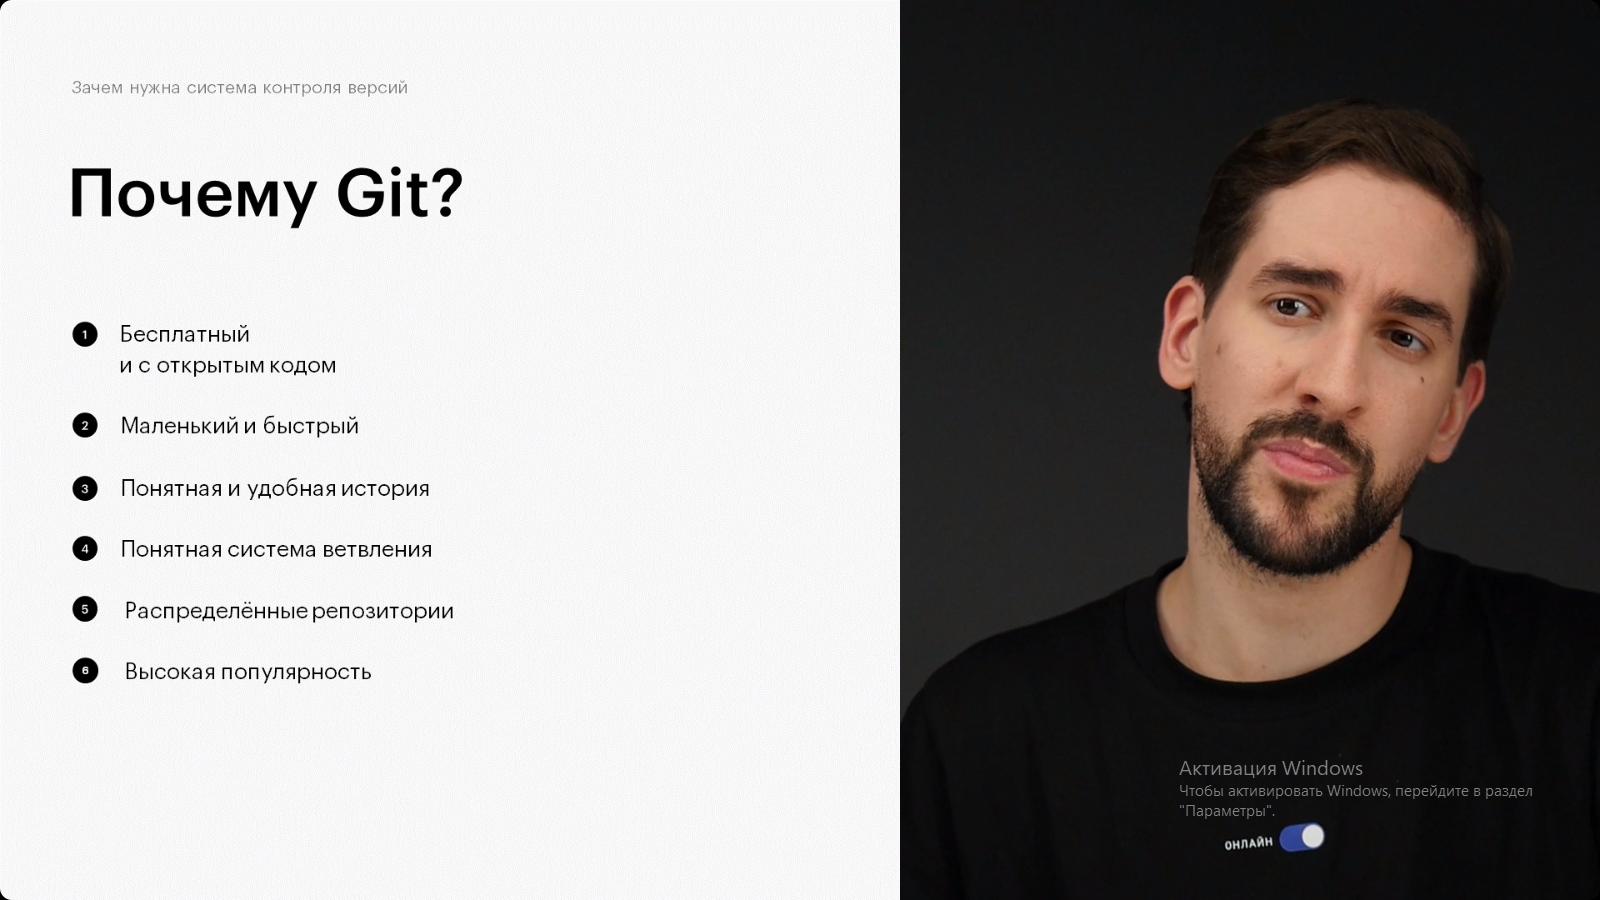 Зачем нужна система контроля версий
Почему Git?
1 Бесплатный
и с открытым кодом
2 Маленький и быстрый
3 Понятная и удобная история
4 Понятная система ветвления
5 Распределённые репозитории
6 Высокая популярность
Активация Windows
Чтобы активировать Windows, перейдите в раздел
"Параметры".
ОНЛАЙН